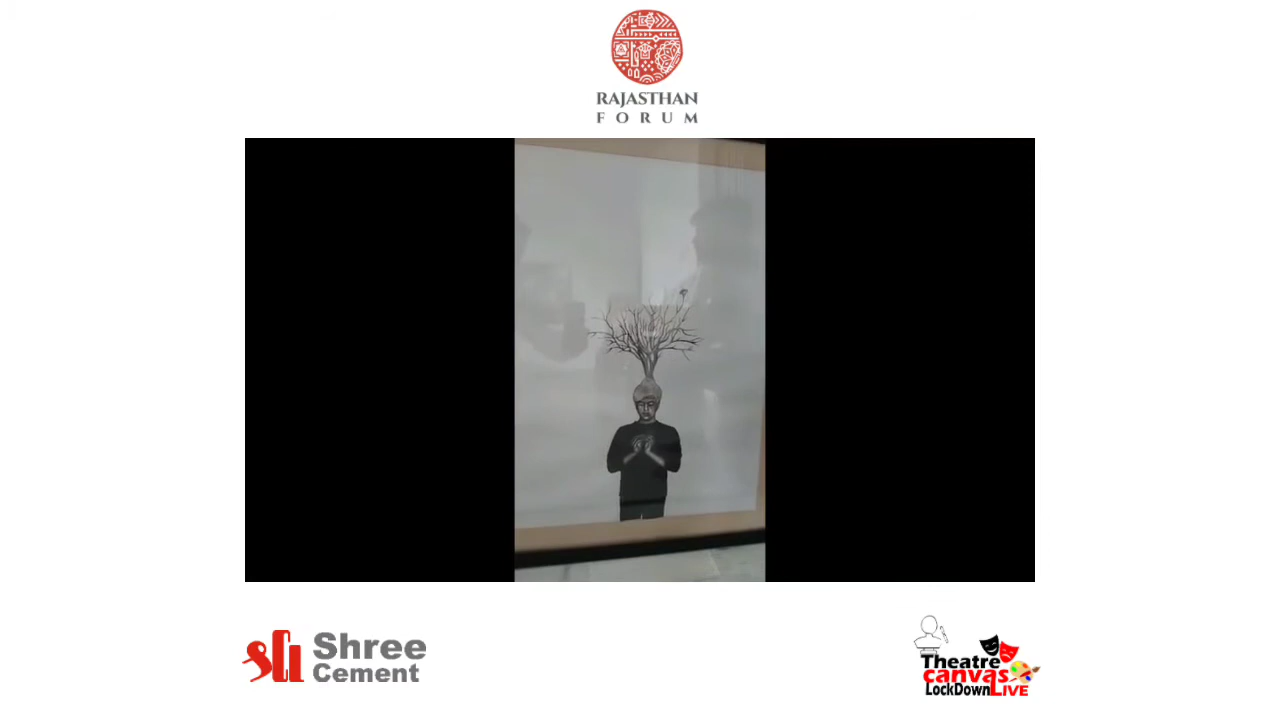 RAJASTHAN
FORUM
Shree
Cement
Theatre
canvas
LockDown LIVE